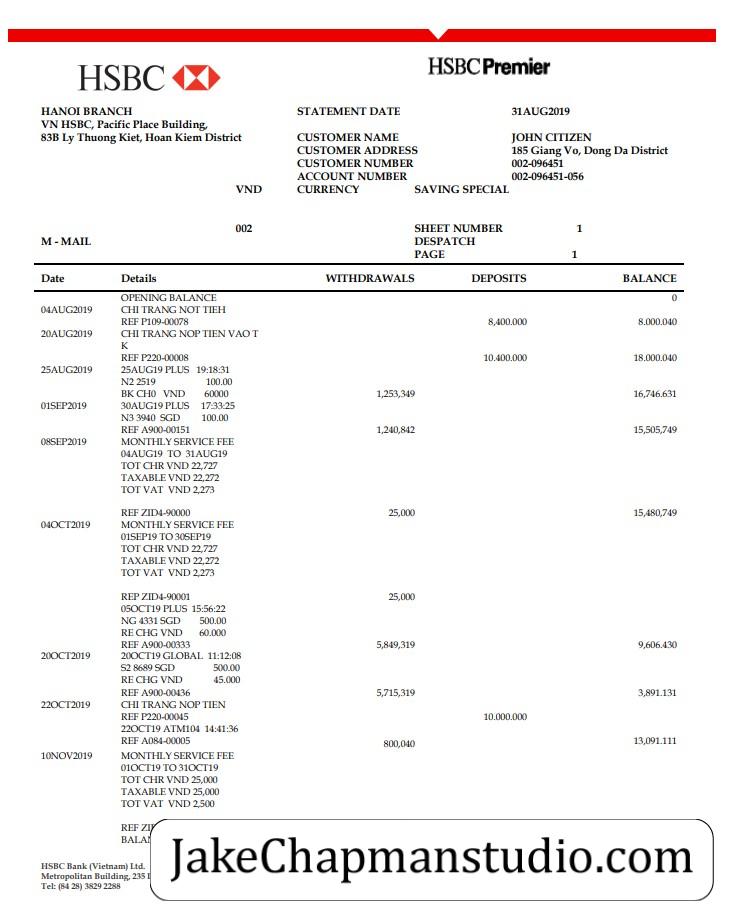 HSBC
HSBC Premier
HANOI BRANCH STATEMENT DATE 31AUG2019
VN HSBC, Pacific Place Building,
83B Ly Thuong Kiet, Hoan Kiem District CUSTOMER NAME JOHN CITIZEN
CUSTOMER ADDRESS 185 Giang Vo, Dong Da District
CUSTOMER NUMBER 002-096451
ACCOUNT NUMBER 002-096451-056
VND CURRENCY SAVING SPECIAL
002 SHEET NUMBER 1
M - MAIL DESPATCH
PAGE 1
Date Details WITHDRAWALS DEPOSITS BALANCE
OPENING BALANCE 0
04AUG2019 CHI TRANG NOT TIEH
REF P109-00078 8,400.000 8.000.040
20AUG2019 CHI TRANG NOP TIEN VAO T
K
REF P220-00008 10.400.000 18.000.040
25AUG2019 25AUG19 PLUS 19:18:31
N2 2519 100.00
BK CH0 VND 60000 1,253,349 16,746.631
01SEP2019 30AUG19 PLUS 17:33:25
N3 3940 SGD 100.00
REF A900-00151 1,240,842 15,505,749
08SEP2019 MONTHLY SERVICE FEE
04AUG19 TO 31AUG19
TOT CHR VND 22,727
TAXABLE VND 22,272
TOT VAT VND 2,273
REF ZID4-90000 25,000 15,480,749
04OCT2019 MONTHLY SERVICE FEE
01SEP19 TO 30SEP19
TOT CHR VND 22,727
TAXABLE VND 22,272
TOT VAT VND 2,273
REP ZID4-90001 25,000
05OCT19 PLUS 15:56:22
NG 4331 SGD 500.00
RE CHG VND 60.000
REF A900-00333 5,849,319 9,606.430
20OCT2019 20OCT19 GLOBAL 11:12:08
S2 8689 SGD 500.00
RE CHG VND 45.000
REF A900-00436 5,715,319 3,891.131
22OCT2019 CHI TRANG NOP TIEN
REF P220-00045 10.000.000
22OCT19 ATM104 14:41:36
REF A084-00005 800,040 13,091.111
10NOV2019 MONTHLY SERVICE FEE
01OCT19 TO 31OCT19
TOT CHR VND 25,000
TAXABLE VND 25,000
TOT VAT VND 2,500
REF
HSBC Bank (Vietnam) Ltd.
Metropolitan Building, 235
Tel: (84 28) 3829 2288
JakeChapmanstudio.com